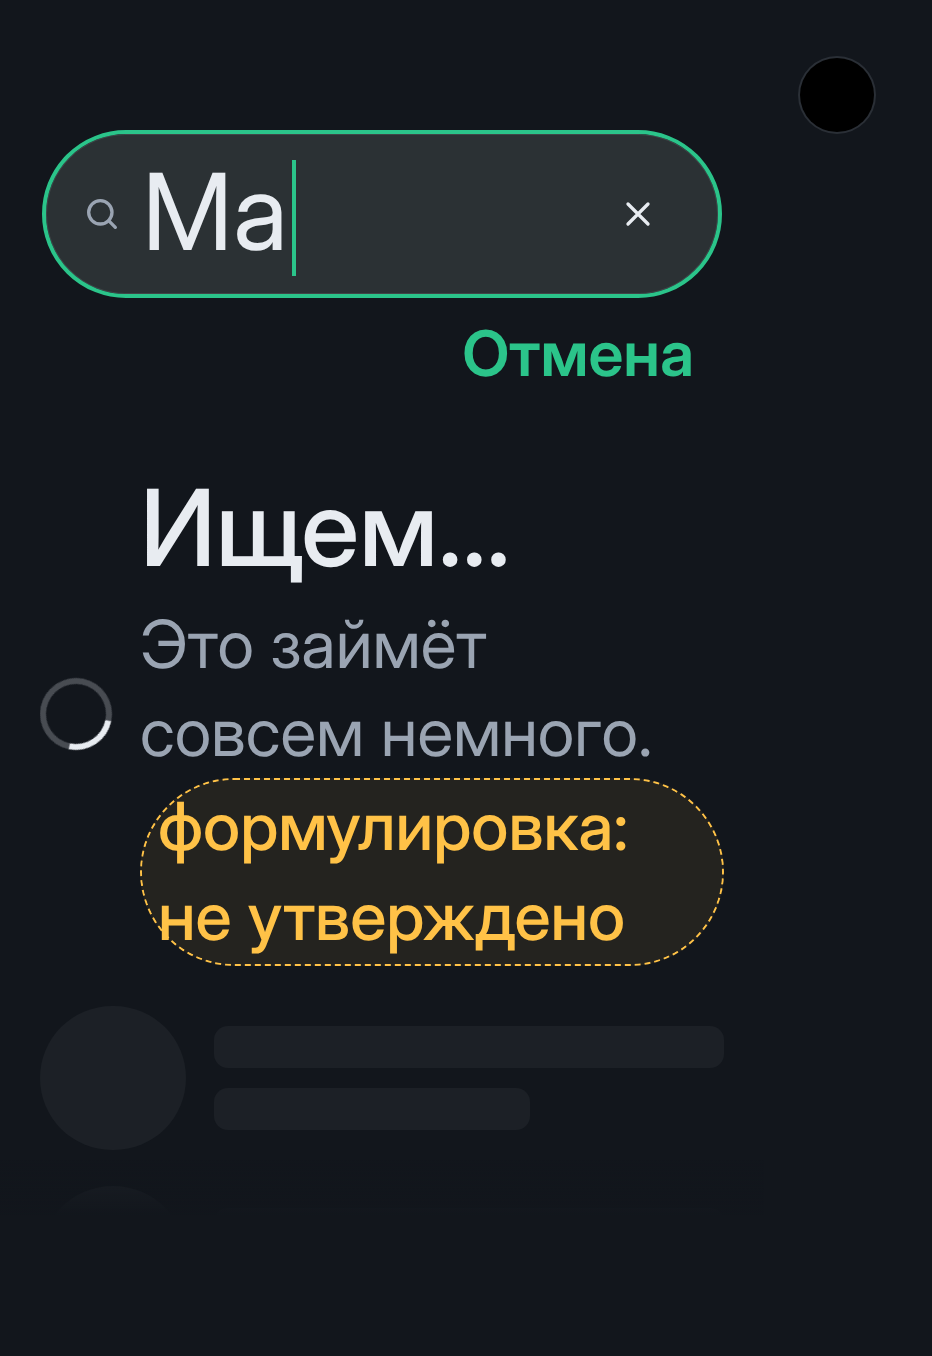 Ма
Отмена
Ищем...
Это займёт
совсем немного.
формулировка:
не утверждено